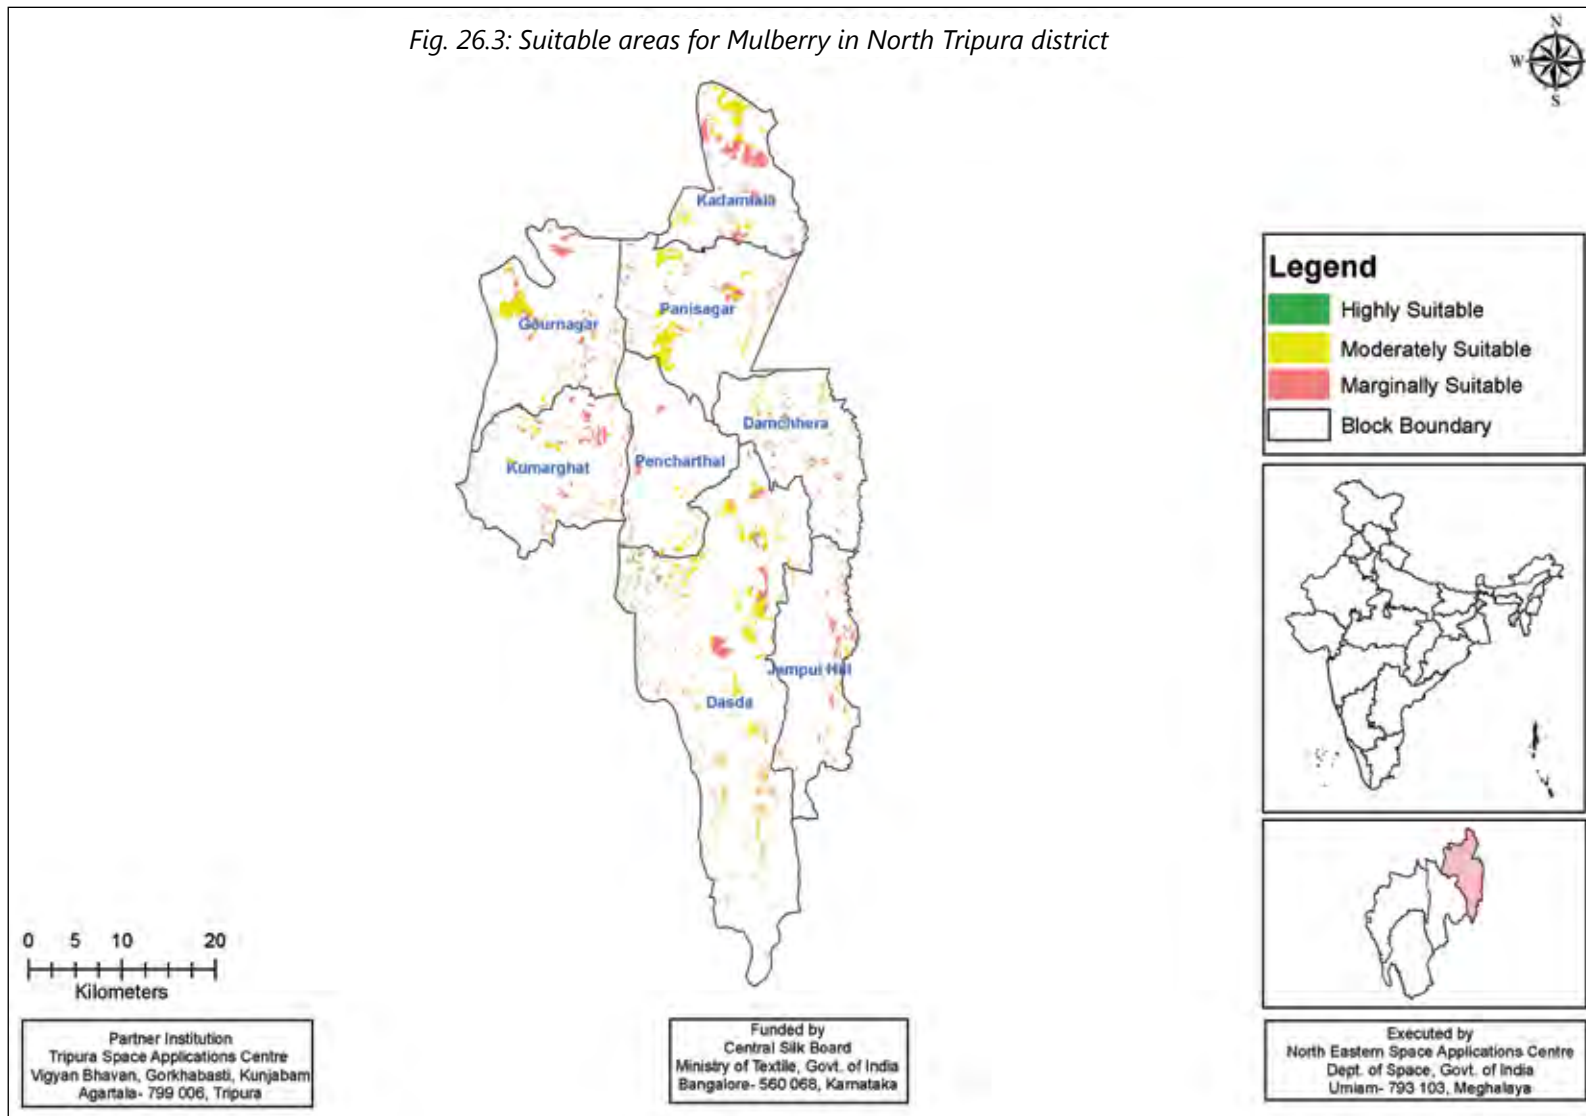 Fig. 26.3: Suitable areas for Mulberry in North Tripura district
N
W
S
Kadamtala
Gournagar
Panisagar
Damchhera
Kumarghat
Pencharthal
Jampui Hill
Dasda
Legend
Highly Suitable
Moderately Suitable
Marginally Suitable
Block Boundary
0 5 10 20
Kilometers
Partner Institution
Tripura Space Applications Centre
Vigyan Bhavan, Gorkhabasti, Kunjabam
Agartala- 799 006, Tripura
Funded by
Central Silk Board
Ministry of Textile, Govt. of India
Bangalore- 560 068, Karnataka
Executed by
North Eastern Space Applications Centre
Dept. of Space, Govt. of India
Umiam- 793 103, Meghalaya